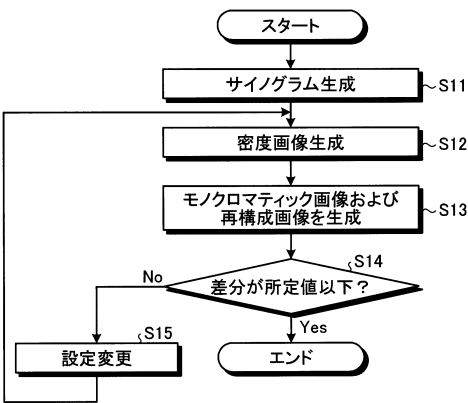 スタート
サイノグラム生成
S11
密度画像生成
S12
モノクロマティック画像および
再構成画像を生成
S13
S14
差分が所定値以下？
No
Yes
S15
設定変更
エンド